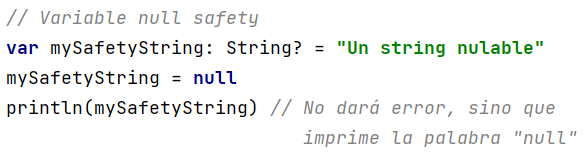 // Variable null safety
var mySafetyString: String? = "Un string nulable"
mySafetyString = null
println(mySafetyString) // No dará error, sino que
imprime la palabra "null"